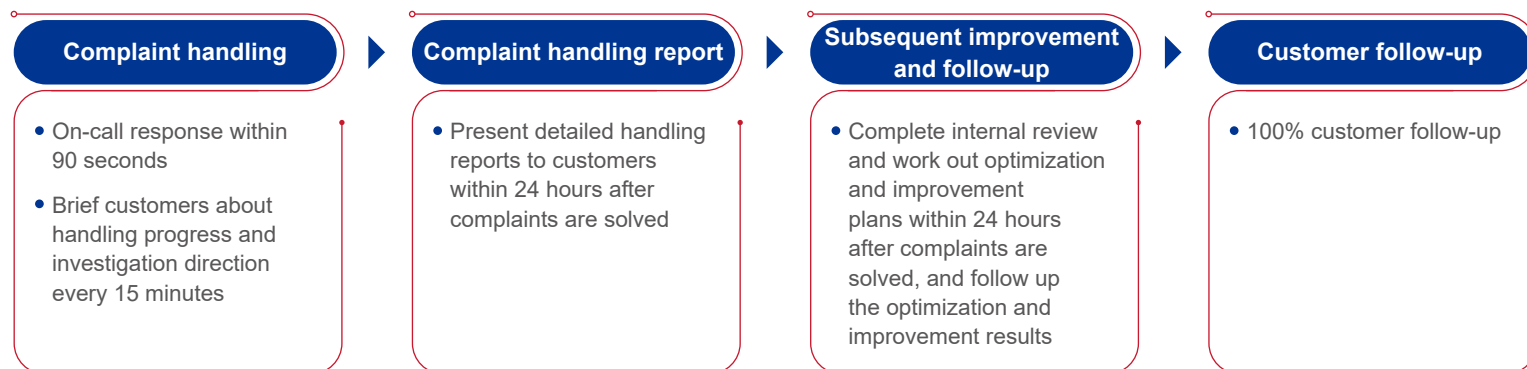 Complaint handling
On-call response within
90 seconds
Brief customers about
handling progress and
investigation direction
every 15 minutes
Complaint handling report
Present detailed handling
reports to customers
within 24 hours after
complaints are solved
Subsequent improvement
and follow-up
Complete internal review
and work out optimization
and improvement
plans within 24 hours
after complaints are
solved, and follow up
the optimization and
improvement results
Customer follow-up
100% customer follow-up